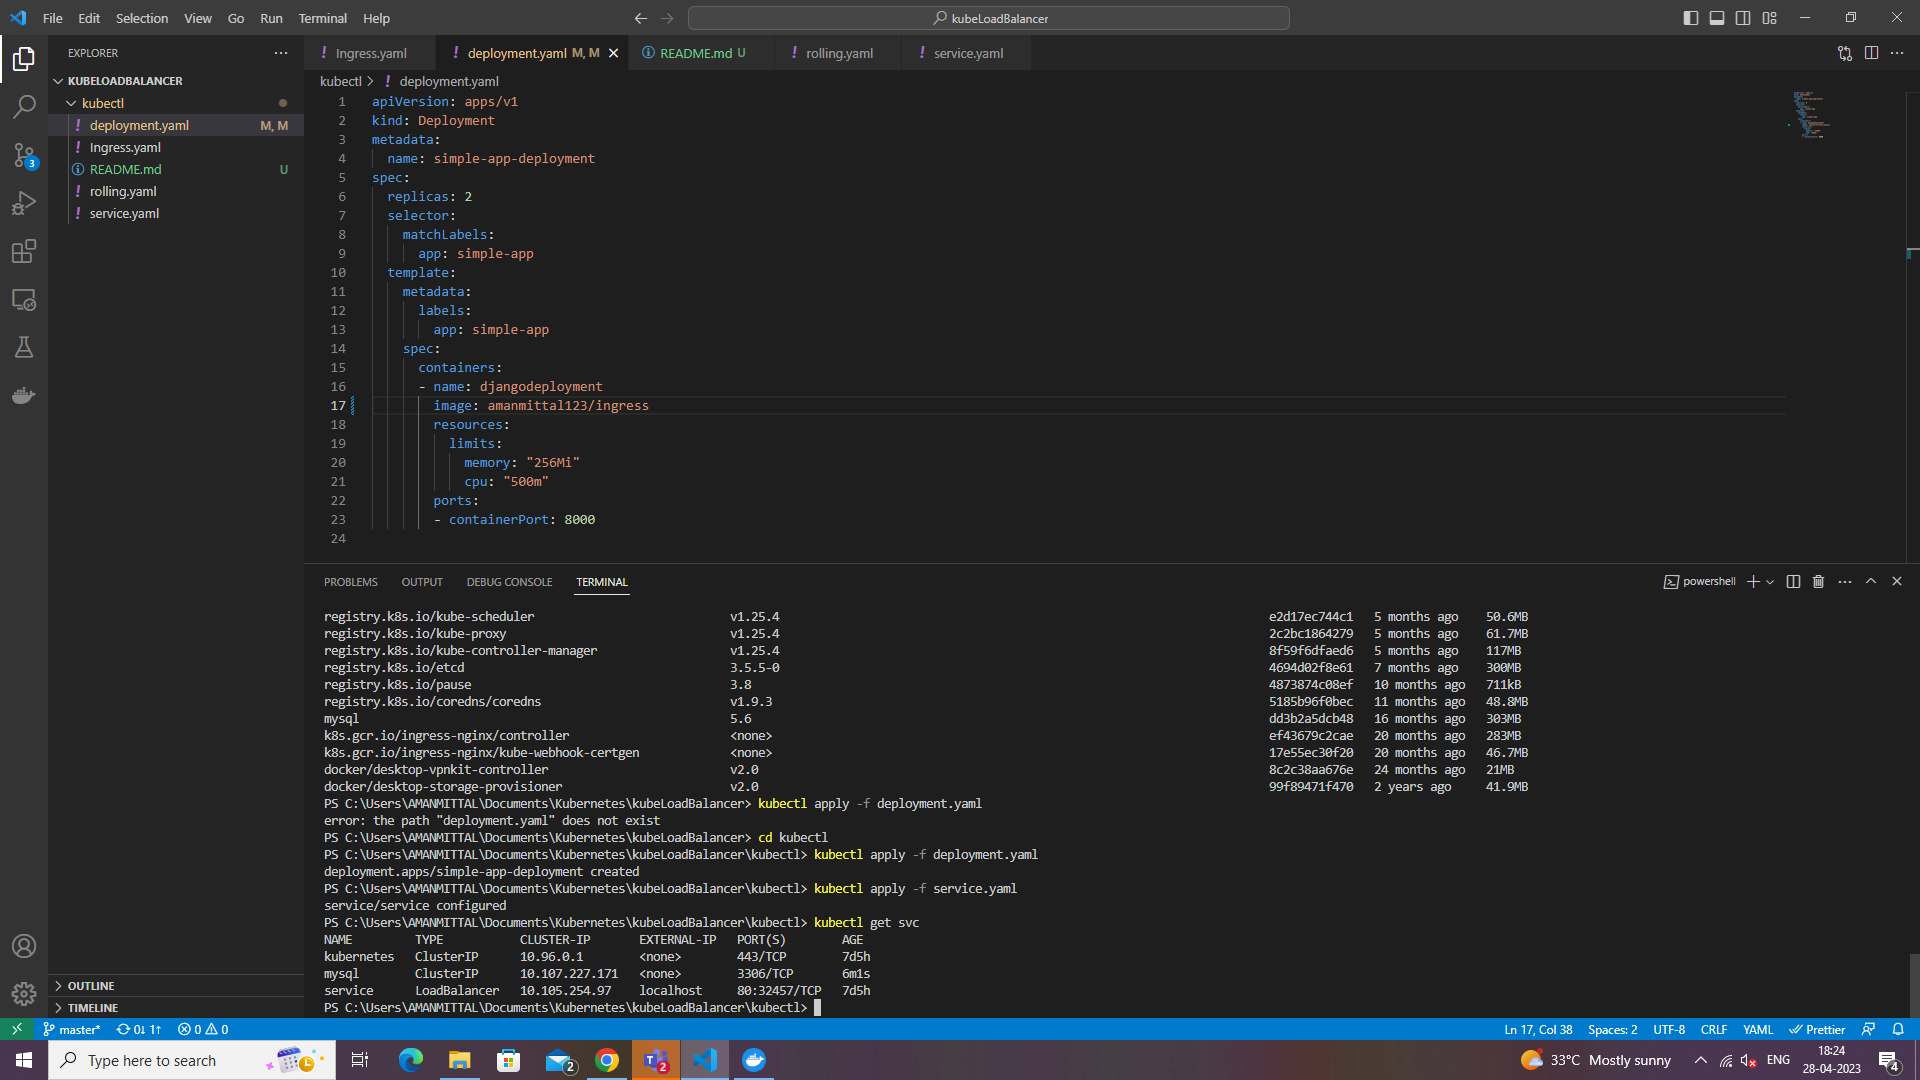 File Edit Selection View Go Run Terminal Help
kubeLoadBalancer
EXPLORER
KUBELOADBALANCER
kubectl
deployment.yaml M, M
Ingress.yaml
README.md U
rolling.yaml
service.yaml
OUTLINE
TIMELINE
3
Ingress.yaml deployment.yaml M, M README.md U rolling.yaml service.yaml
kubectl > deployment.yaml
1 apiVersion: apps/v1
2 kind: Deployment
3 metadata:
4 name: simple-app-deployment
5 spec:
6 replicas: 2
7 selector:
8 matchLabels:
9 app: simple-app
10 template:
11 metadata:
12 labels:
13 app: simple-app
14 spec:
15 containers:
16 - name: djangodeployment
17 image: amanmittal123/ingress
18 resources:
19 limits:
20 memory: "256Mi"
21 cpu: "500m"
22 ports:
23 - containerPort: 8000
24
PROBLEMS OUTPUT DEBUG CONSOLE TERMINAL
powershell
registry.k8s.io/kube-scheduler v1.25.4 e2d17ec744c1 5 months ago 50.6MB
registry.k8s.io/kube-proxy v1.25.4 2c2bc1864279 5 months ago 61.7MB
registry.k8s.io/kube-controller-manager v1.25.4 8f59f6dfaed6 5 months ago 117MB
registry.k8s.io/etcd 3.5.5-0 4694d02f8e61 7 months ago 300MB
registry.k8s.io/pause 3.8 4873874c08ef 10 months ago 711kB
registry.k8s.io/coredns/coredns v1.9.3 5185b96f0bec 11 months ago 48.8MB
mysql 5.6 dd3b2a5dcb48 16 months ago 303MB
k8s.gcr.io/ingress-nginx/controller <none> ef43679c2cae 20 months ago 283MB
k8s.gcr.io/ingress-nginx/kube-webhook-certgen <none> 17e55ec30f20 20 months ago 46.7MB
docker/desktop-vpnkit-controller v2.0 8c2c38aa676e 24 months ago 21MB
docker/desktop-storage-provisioner v2.0 99f89471f470 2 years ago 41.9MB
PS C:\Users\AMANMITTAL\Documents\Kubernetes\kubeLoadBalancer> kubectl apply -f deployment.yaml
error: the path "deployment.yaml" does not exist
PS C:\Users\AMANMITTAL\Documents\Kubernetes\kubeLoadBalancer> cd kubectl
PS C:\Users\AMANMITTAL\Documents\Kubernetes\kubeLoadBalancer\kubectl> kubectl apply -f deployment.yaml
deployment.apps/simple-app-deployment created
PS C:\Users\AMANMITTAL\Documents\Kubernetes\kubeLoadBalancer\kubectl> kubectl apply -f service.yaml
service/service configured
PS C:\Users\AMANMITTAL\Documents\Kubernetes\kubeLoadBalancer\kubectl> kubectl get svc
NAME TYPE CLUSTER-IP EXTERNAL-IP PORT(S) AGE
kubernetes ClusterIP 10.96.0.1 <none> 443/TCP 7d5h
mysql ClusterIP 10.107.227.171 <none> 3306/TCP 6m1s
service LoadBalancer 10.105.254.97 localhost 80:32457/TCP 7d5h
PS C:\Users\AMANMITTAL\Documents\Kubernetes\kubeLoadBalancer\kubectl>
master* 0↓ 1↑ 0 0 Ln 17, Col 38 Spaces: 2 UTF-8 CRLF YAML Prettier
Type here to search 2 2 33°C Mostly sunny ENG 18:24
28-04-2023 4